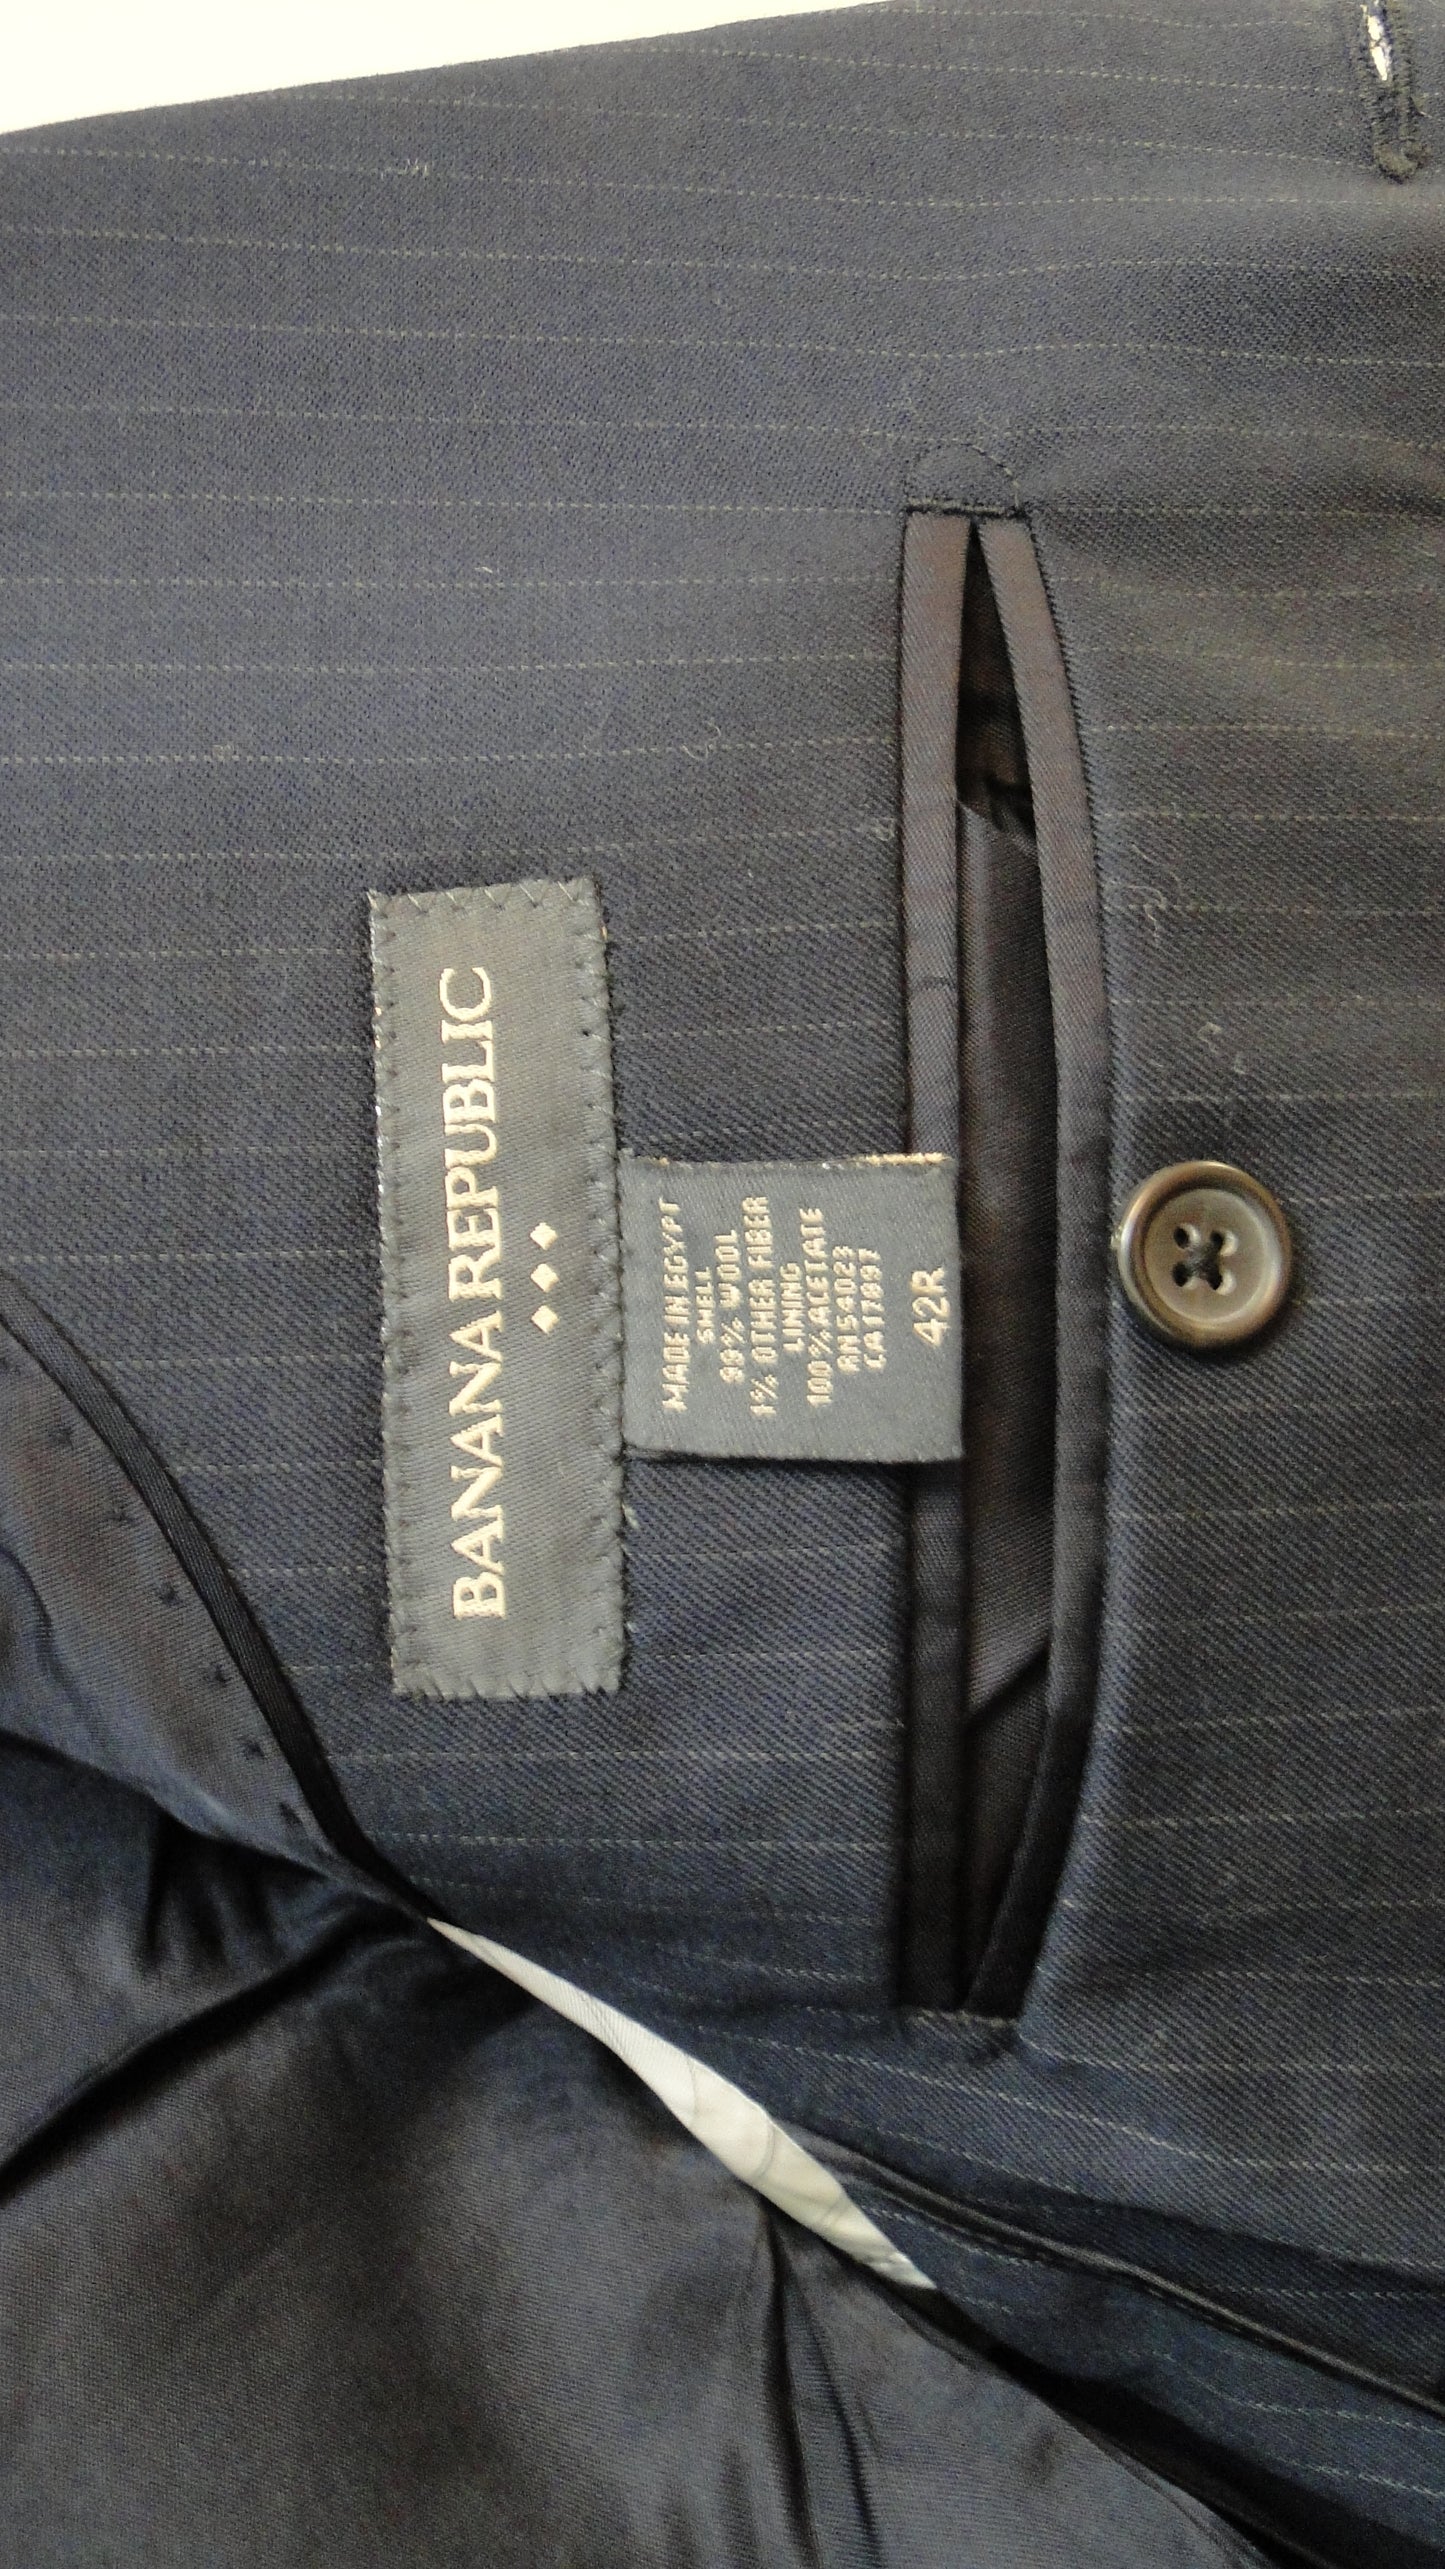 BANANA REPUBLIC
MADE IN EGYPT
SHELL
99% WOOL
1% OTHER FIBER
LINING
100% ACETATE
RN54023
CA17897
42R